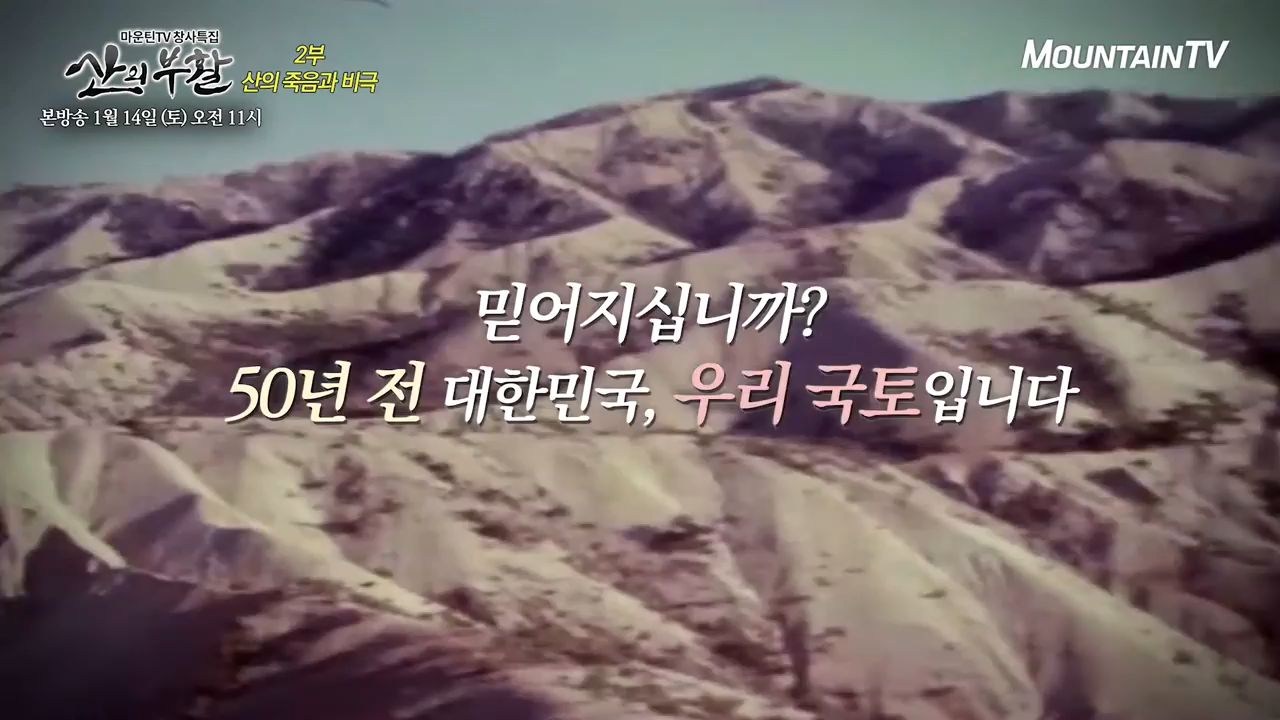 마운틴TV 창사특집
산의 부활
2부
산의 죽음과 비극
본방송 1월 14일 (토) 오전 11시
MOUNTAINTV
믿어지십니까?
50년 전 대한민국, 우리 국토입니다